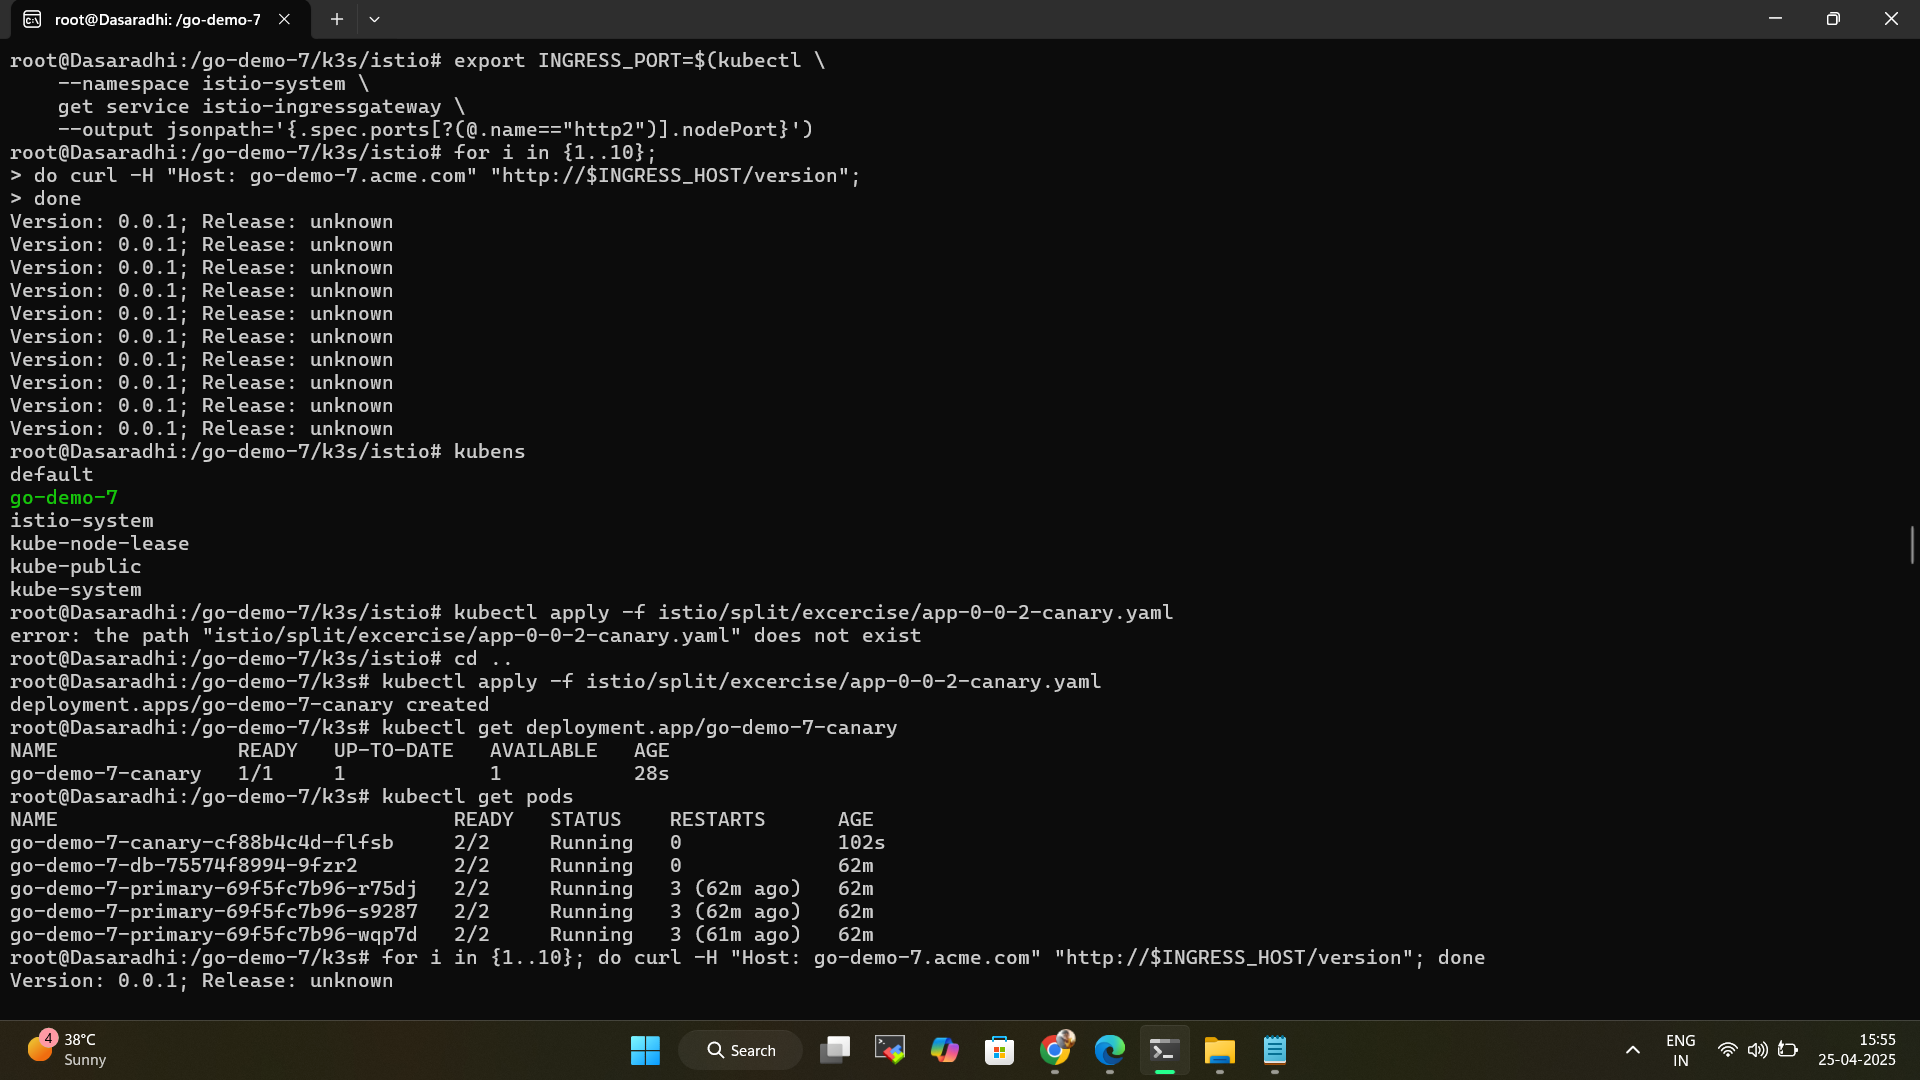 root@Dasaradhi: /go-demo-7
root@Dasaradhi:/go-demo-7/k3s/istio# export INGRESS_PORT=$(kubectl \
    --namespace istio-system \
    get service istio-ingressgateway \
    --output jsonpath='{.spec.ports[?(@.name=="http2")].nodePort}')
root@Dasaradhi:/go-demo-7/k3s/istio# for i in {1..10};
> do curl -H "Host: go-demo-7.acme.com" "http://$INGRESS_HOST/version";
> done
Version: 0.0.1; Release: unknown
Version: 0.0.1; Release: unknown
Version: 0.0.1; Release: unknown
Version: 0.0.1; Release: unknown
Version: 0.0.1; Release: unknown
Version: 0.0.1; Release: unknown
Version: 0.0.1; Release: unknown
Version: 0.0.1; Release: unknown
Version: 0.0.1; Release: unknown
Version: 0.0.1; Release: unknown
root@Dasaradhi:/go-demo-7/k3s/istio# kubens
default
go-demo-7
istio-system
kube-node-lease
kube-public
kube-system
root@Dasaradhi:/go-demo-7/k3s/istio# kubectl apply -f istio/split/excercise/app-0-0-2-canary.yaml
error: the path "istio/split/excercise/app-0-0-2-canary.yaml" does not exist
root@Dasaradhi:/go-demo-7/k3s/istio# cd ..
root@Dasaradhi:/go-demo-7/k3s# kubectl apply -f istio/split/excercise/app-0-0-2-canary.yaml
deployment.apps/go-demo-7-canary created
root@Dasaradhi:/go-demo-7/k3s# kubectl get deployment.app/go-demo-7-canary
NAME               READY   UP-TO-DATE   AVAILABLE   AGE
go-demo-7-canary   1/1     1            1           28s
root@Dasaradhi:/go-demo-7/k3s# kubectl get pods
NAME                                 READY   STATUS    RESTARTS      AGE
go-demo-7-canary-cf88b4c4d-flfsb     2/2     Running   0             102s
go-demo-7-db-75574f8994-9fzr2        2/2     Running   0             62m
go-demo-7-primary-69f5fc7b96-r75dj   2/2     Running   3 (62m ago)   62m
go-demo-7-primary-69f5fc7b96-s9287   2/2     Running   3 (62m ago)   62m
go-demo-7-primary-69f5fc7b96-wqp7d   2/2     Running   3 (61m ago)   62m
root@Dasaradhi:/go-demo-7/k3s# for i in {1..10}; do curl -H "Host: go-demo-7.acme.com" "http://$INGRESS_HOST/version"; done
Version: 0.0.1; Release: unknown
4
38°C
Sunny
Search
ENG
IN
15:55
25-04-2025